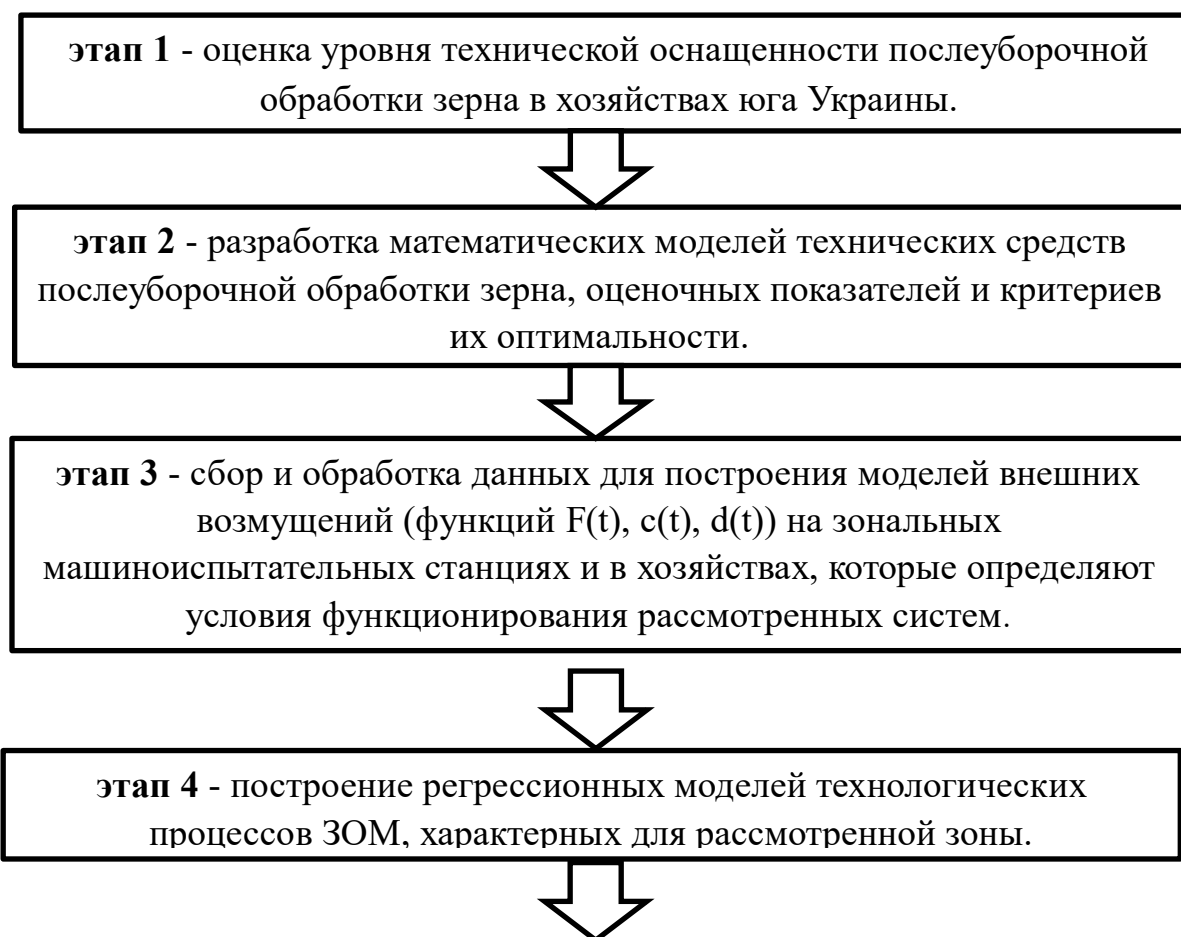 этап 1 - оценка уровня технической оснащенности послеуборочной
обработки зерна в хозяйствах юга Украины.
этап 2 - разработка математических моделей технических средств
послеуборочной обработки зерна, оценочных показателей и критериев
их оптимальности.
этап 3 - сбор и обработка данных для построения моделей внешних
возмущений (функций F(t), c(t), d(t)) на зональных
машиноиспытательных станциях и в хозяйствах, которые определяют
условия функционирования рассмотренных систем.
этап 4 - построение регрессионных моделей технологических
процессов ЗОМ, характерных для рассмотренной зоны.